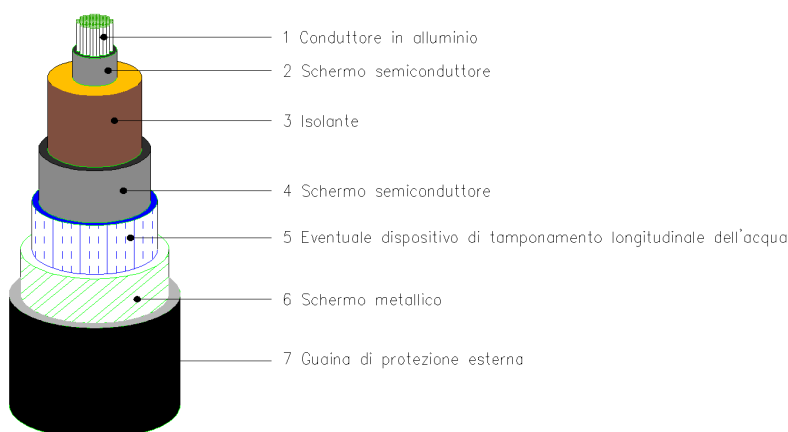 1 Conduttore in alluminio
2 Schermo semiconduttore
3 Isolante
4 Schermo semiconduttore
5 Eventuale dispositivo di tamponamento longitudinale dell'acqua
6 Schermo metallico
7 Guaina di protezione esterna